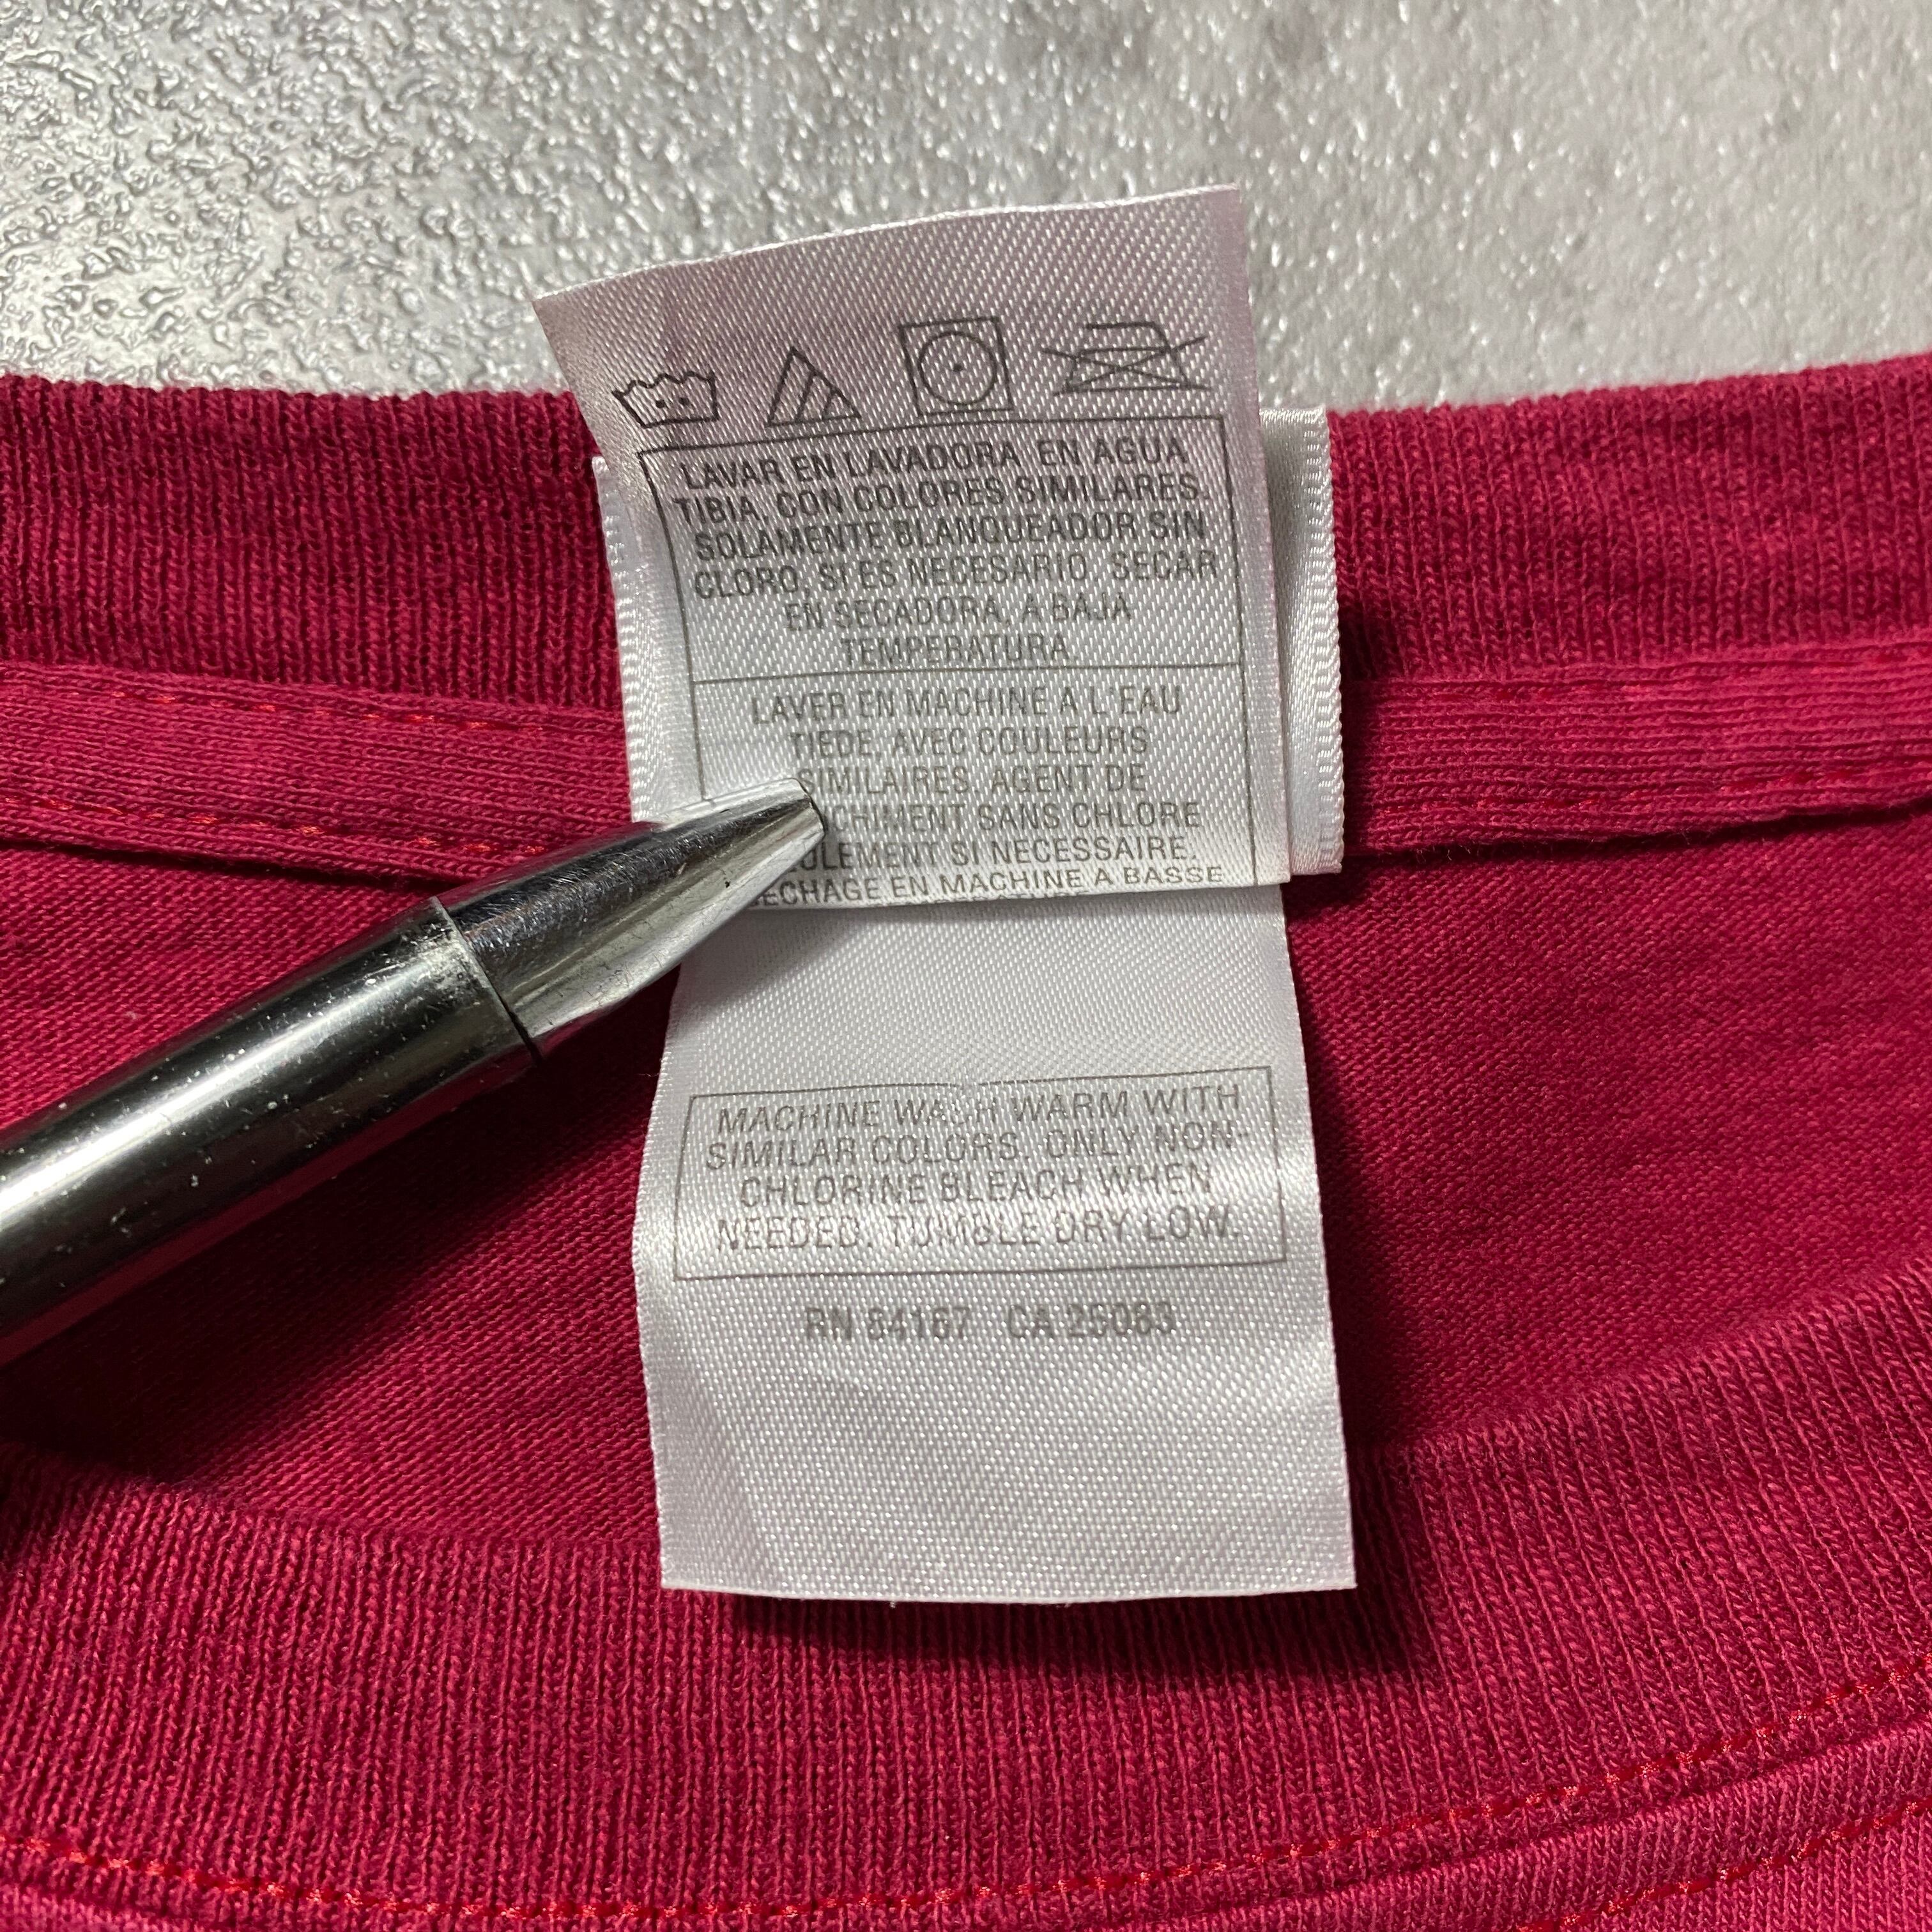 LAVAR EN LAVADORA EN AGUA
TIBIA, CON COLORES SIMILARES.
SOLAMENTE BLANQUEADOR SIN
CLORO, SI ES NECESARIO. SECAR
EN SECADORA, A BAJA
TEMPERATURA
LAVER EN MACHINE A L'EAU
TIEDE, AVEC COULEURS
SIMILAIRES. AGENT DE
CHIMENT SANS CHLORE
ULEMENT SI NECESSAIRE.
ECHAGE EN MACHINE A BASSE
MACHINE WASH WARM WITH
SIMILAR COLORS. ONLY NON-
CHLORINE BLEACH WHEN
NEEDED. TUMBLE DRY LOW.
RN 84167 CA 25083